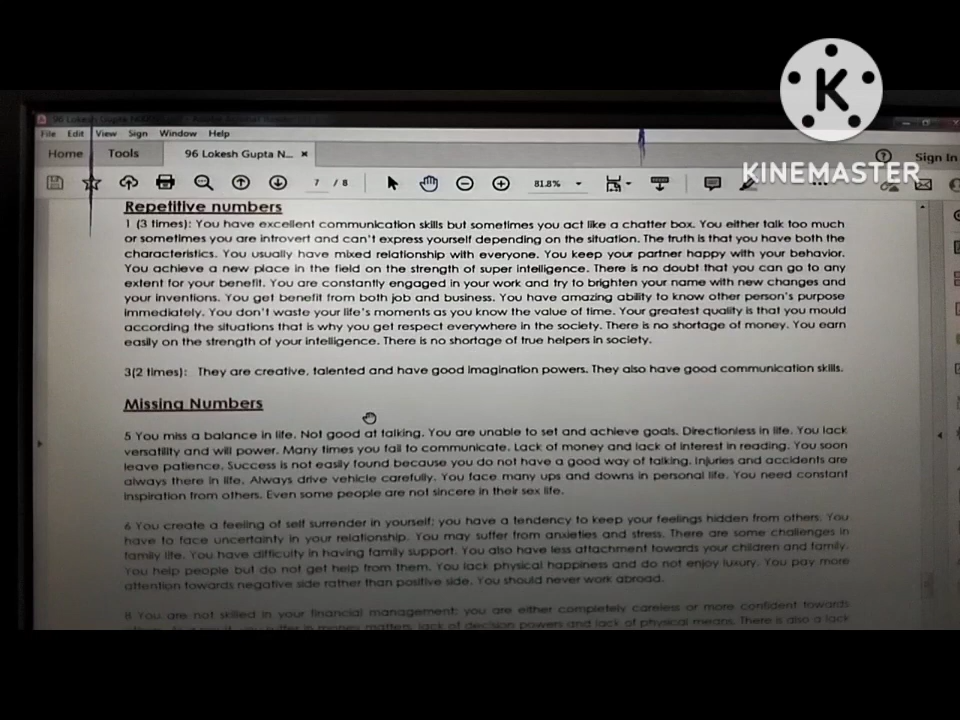 KINEMASTER
File Edit View Sign Window Help
Home Tools 96 Lokesh Gupta N... × Sign In
7 / 8 81.8%
Repetitive numbers
1 (3 times): You have excellent communication skills but sometimes you act like a chatter box. You either talk too much
or sometimes you are introvert and can't express yourself depending on the situation. The truth is that you have both the
characteristics. You usually have mixed relationship with everyone. You keep your partner happy with your behavior.
You achieve a new place in the field on the strength of super intelligence. There is no doubt that you can go to any
extent for your benefit. You are constantly engaged in your work and try to brighten your name with new changes and
your inventions. You get benefit from both job and business. You have amazing ability to know other person's purpose
immediately. You don't waste your life's moments as you know the value of time. Your greatest quality is that you mould
according the situations that is why you get respect everywhere in the society. There is no shortage of money. You earn
easily on the strength of your intelligence. There is no shortage of true helpers in society.
3(2 times): They are creative, talented and have good imagination powers. They also have good communication skills.
Missing Numbers
5 You miss a balance in life. Not good at talking. You are unable to set and achieve goals. Directionless in life. You lack
versatility and will power. Many times you fail to communicate. Lack of money and lack of interest in reading. You soon
leave patience. Success is not easily found because you do not have a good way of talking. Injuries and accidents are
always there in life. Always drive vehicle carefully. You face many ups and downs in personal life. You need constant
inspiration from others. Even some people are not sincere in their sex life.
6 You create a feeling of self surrender in yourself; you have a tendency to keep your feelings hidden from others. You
have to face uncertainty in your relationship. You may suffer from anxieties and stress. There are some challenges in
family life. You have difficulty in having family support. You also have less attachment towards your children and family.
You help people but do not get help from them. You lack physical happiness and do not enjoy luxury. You pay more
attention towards negative side rather than positive side. You should never work abroad.
8 You are not skilled in your financial management; you are either completely careless or more confident towards
in money matters, lack of decision powers and lack of physical means. There is also a lack